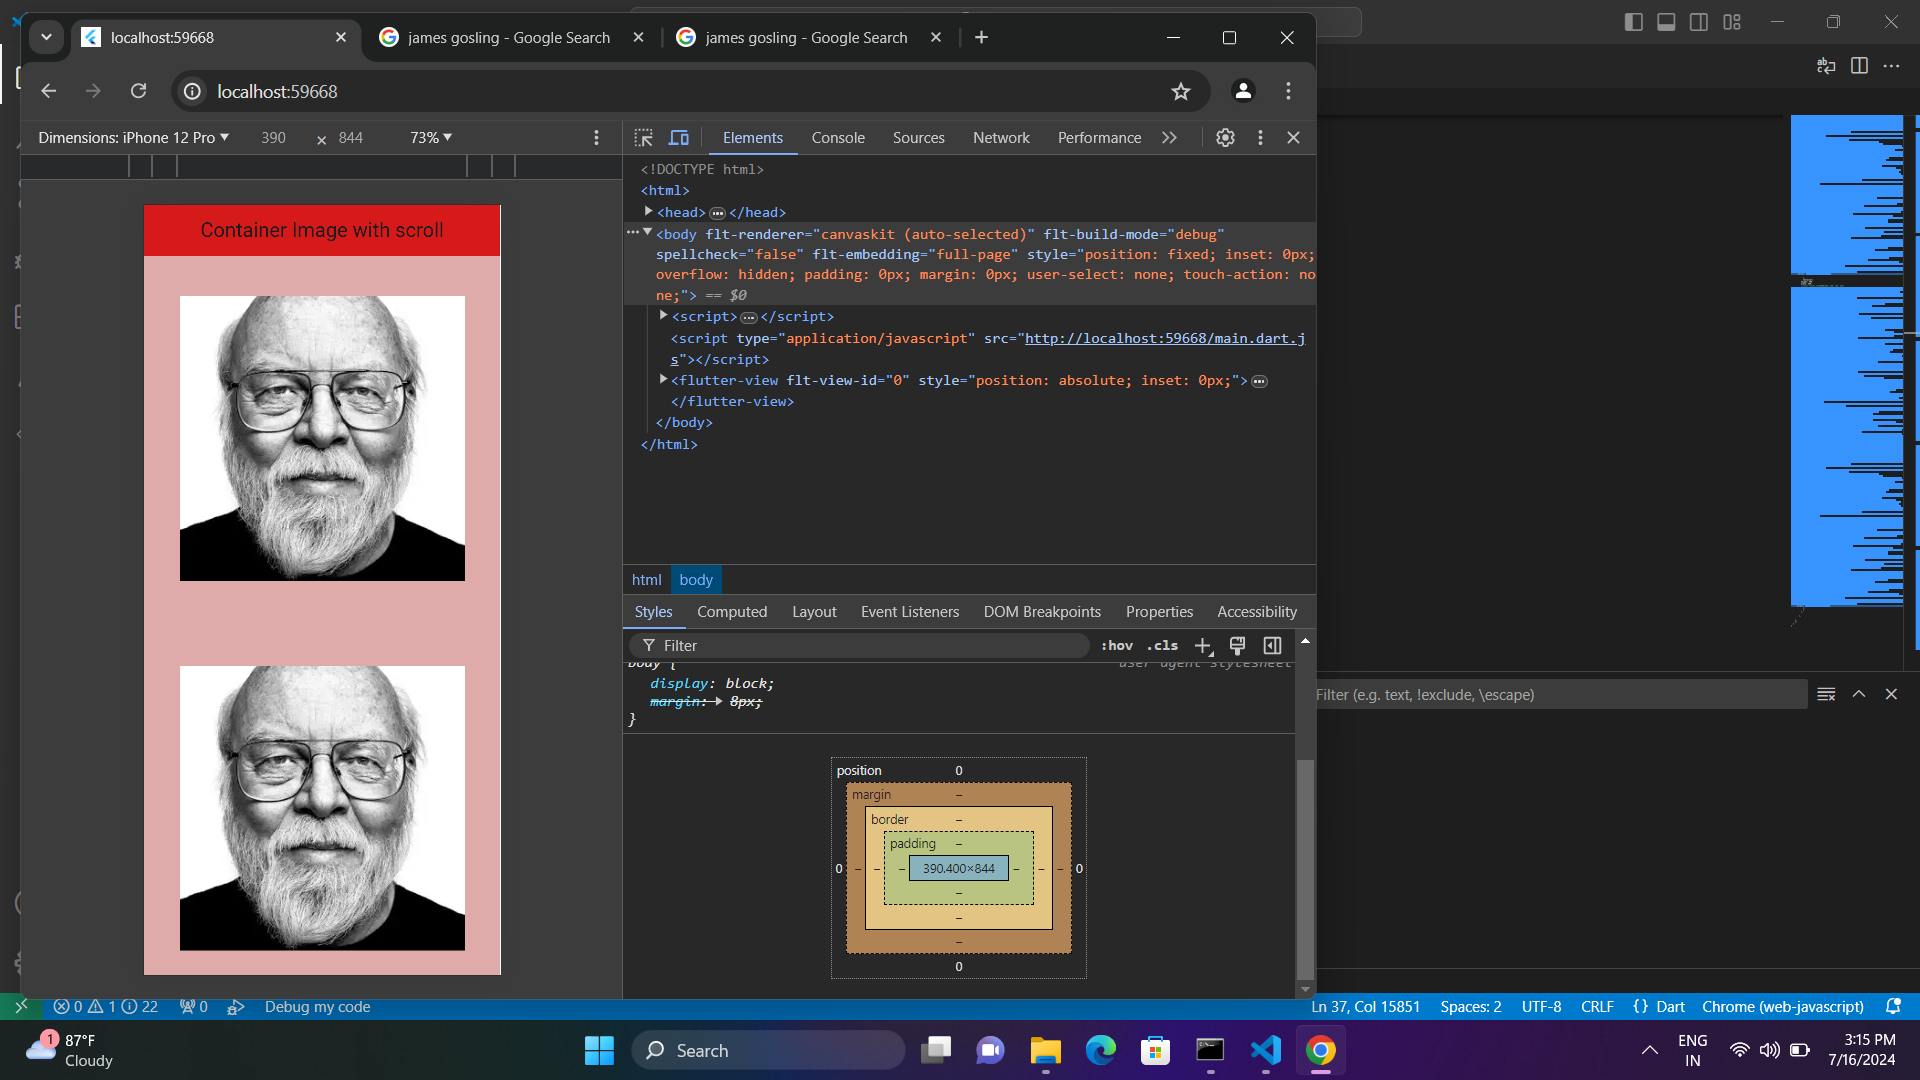 localhost:59668
james gosling - Google Search
james gosling - Google Search
localhost:59668
Dimensions: iPhone 12 Pro
390
×
844
73%
Elements
Console
Sources
Network
Performance
Container Image with scroll
<!DOCTYPE html>
<html>
<head> ⋯ </head>
<body flt-renderer="canvaskit (auto-selected)" flt-build-mode="debug"
spellcheck="false" flt-embedding="full-page" style="position: fixed; inset: 0px;
overflow: hidden; padding: 0px; margin: 0px; user-select: none; touch-action: no
ne;"> == $0
<script> ⋯ </script>
<script type="application/javascript" src="http://localhost:59668/main.dart.j
s"></script>
<flutter-view flt-view-id="0" style="position: absolute; inset: 0px;"> ⋯
</flutter-view>
</body>
</html>
html
body
Styles
Computed
Layout
Event Listeners
DOM Breakpoints
Properties
Accessibility
Filter
:hov
.cls
body {
user agent stylesheet
display: block;
margin: 8px;
}
position
0
margin
–
border
–
padding
–
0
–
–
–
390.400×844
–
–
–
0
–
–
–
0
Filter (e.g. text, !exclude, \escape)
0
1
22
0
Debug my code
Ln 37, Col 15851
Spaces: 2
UTF-8
CRLF
{ } Dart
Chrome (web-javascript)
1
87°F
Cloudy
Search
ENG
IN
3:15 PM
7/16/2024